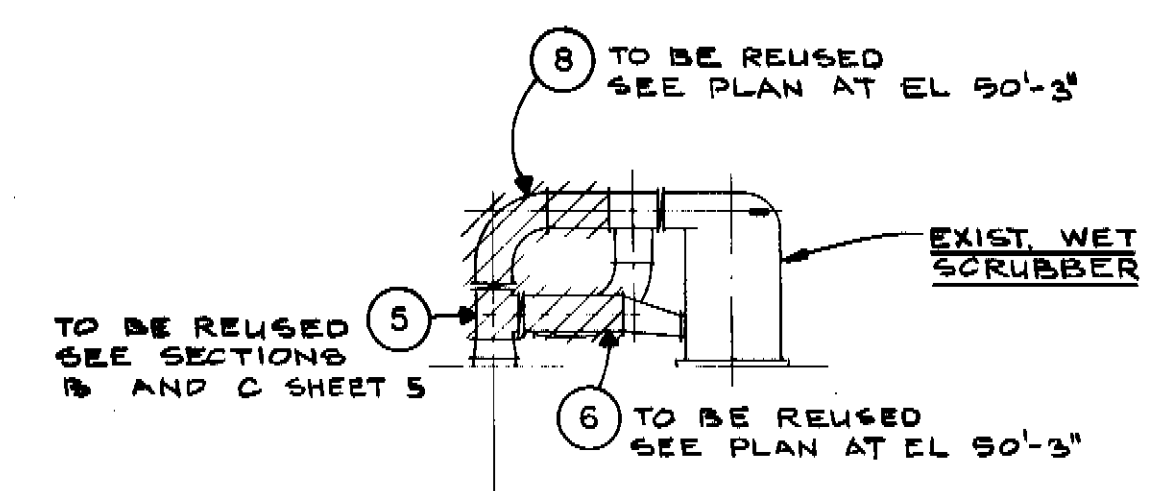 8 TO BE REUSED
SEE PLAN AT EL 50'-3"
EXIST. WET
SCRUBBER
5
TO BE REUSED
SEE SECTIONS
B AND C SHEET 5
6 TO BE REUSED
SEE PLAN AT EL 50'-3"